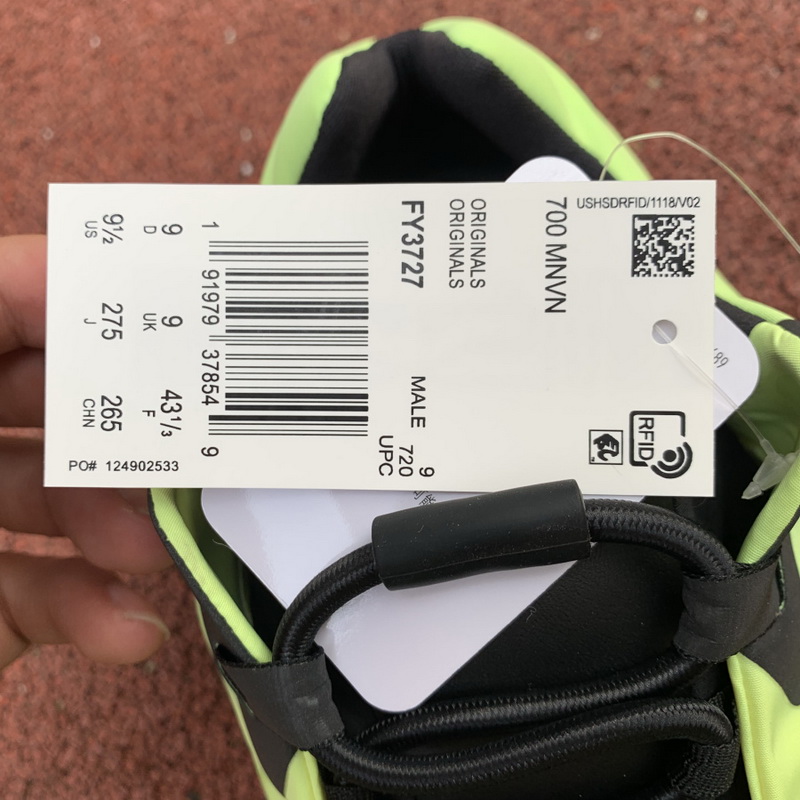 USHSDRFID/1118/V02
700 MNVN
ORIGINALS
ORIGINALS
FY3727
MALE 9
720
UPC
1 91979 37854 9
9 9 43⅓
D UK F
9½ 275 265
US J CHN
PO# 124902533
RFID